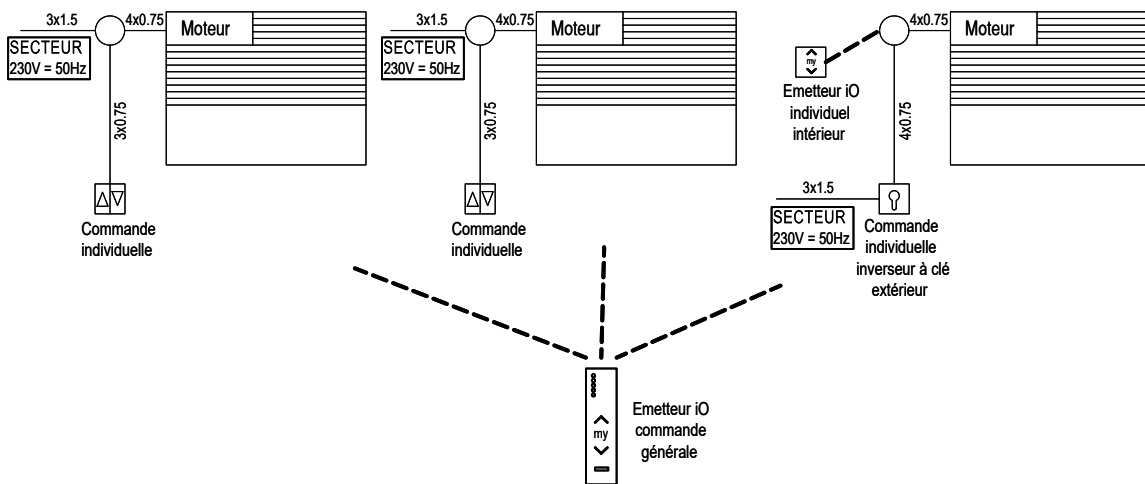 3x1.5
4x0.75
Moteur
SECTEUR
230V = 50Hz
3x0.75
Commande
individuelle
3x1.5
4x0.75
Moteur
SECTEUR
230V = 50Hz
3x0.75
Commande
individuelle
4x0.75
Moteur
my
Emetteur iO
individuel
intérieur
4x0.75
3x1.5
SECTEUR
230V = 50Hz
Commande
individuelle
inverseur à clé
extérieur
my
Emetteur iO
commande
générale